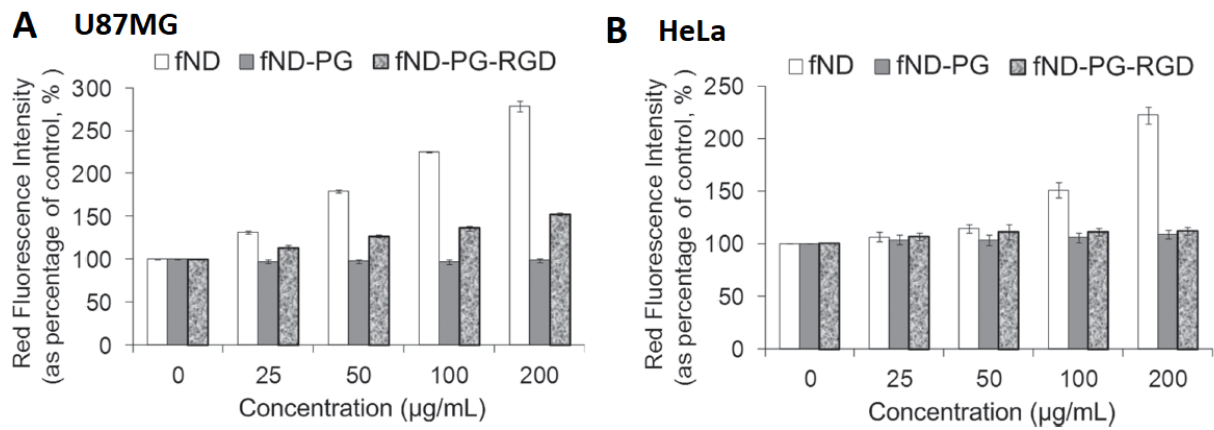 A U87MG
fND fND-PG fND-PG-RGD
Red Fluorescence Intensity
(as percentage of control, %)
300
250
200
150
100
50
0
0 25 50 100 200
Concentration (µg/mL)
B HeLa
fND fND-PG fND-PG-RGD
Red Fluorescence Intensity
(as percentage of control, %)
250
200
150
100
50
0
0 25 50 100 200
Concentration (µg/mL)